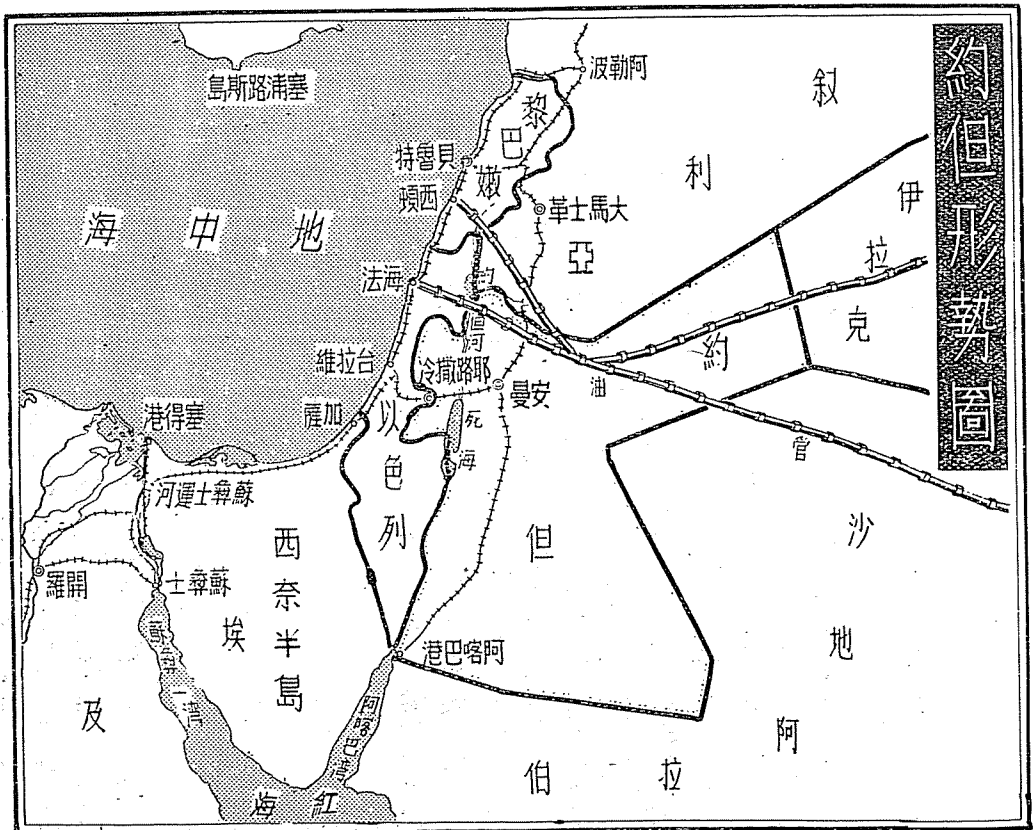 約但形勢圖
塞浦路斯島
阿勒波
叙利亞
黎巴嫩
貝魯特
西頓
大馬士革
伊拉克
地中海
海法
台拉維
耶路撒冷
安曼
約但
油管
加薩
以色列
死海
塞得港
蘇彝士運河
蘇彝士
開羅
西奈半島
埃及
阿喀巴港
沙地阿拉伯
阿喀巴灣
紅海